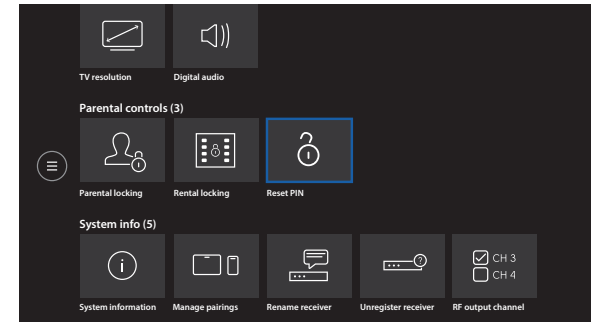 TV resolution Digital audio
Parental controls (3)
Parental locking Rental locking Reset PIN
System info (5)
CH 3
CH 4
System information Manage pairings Rename receiver Unregister receiver RF output channel